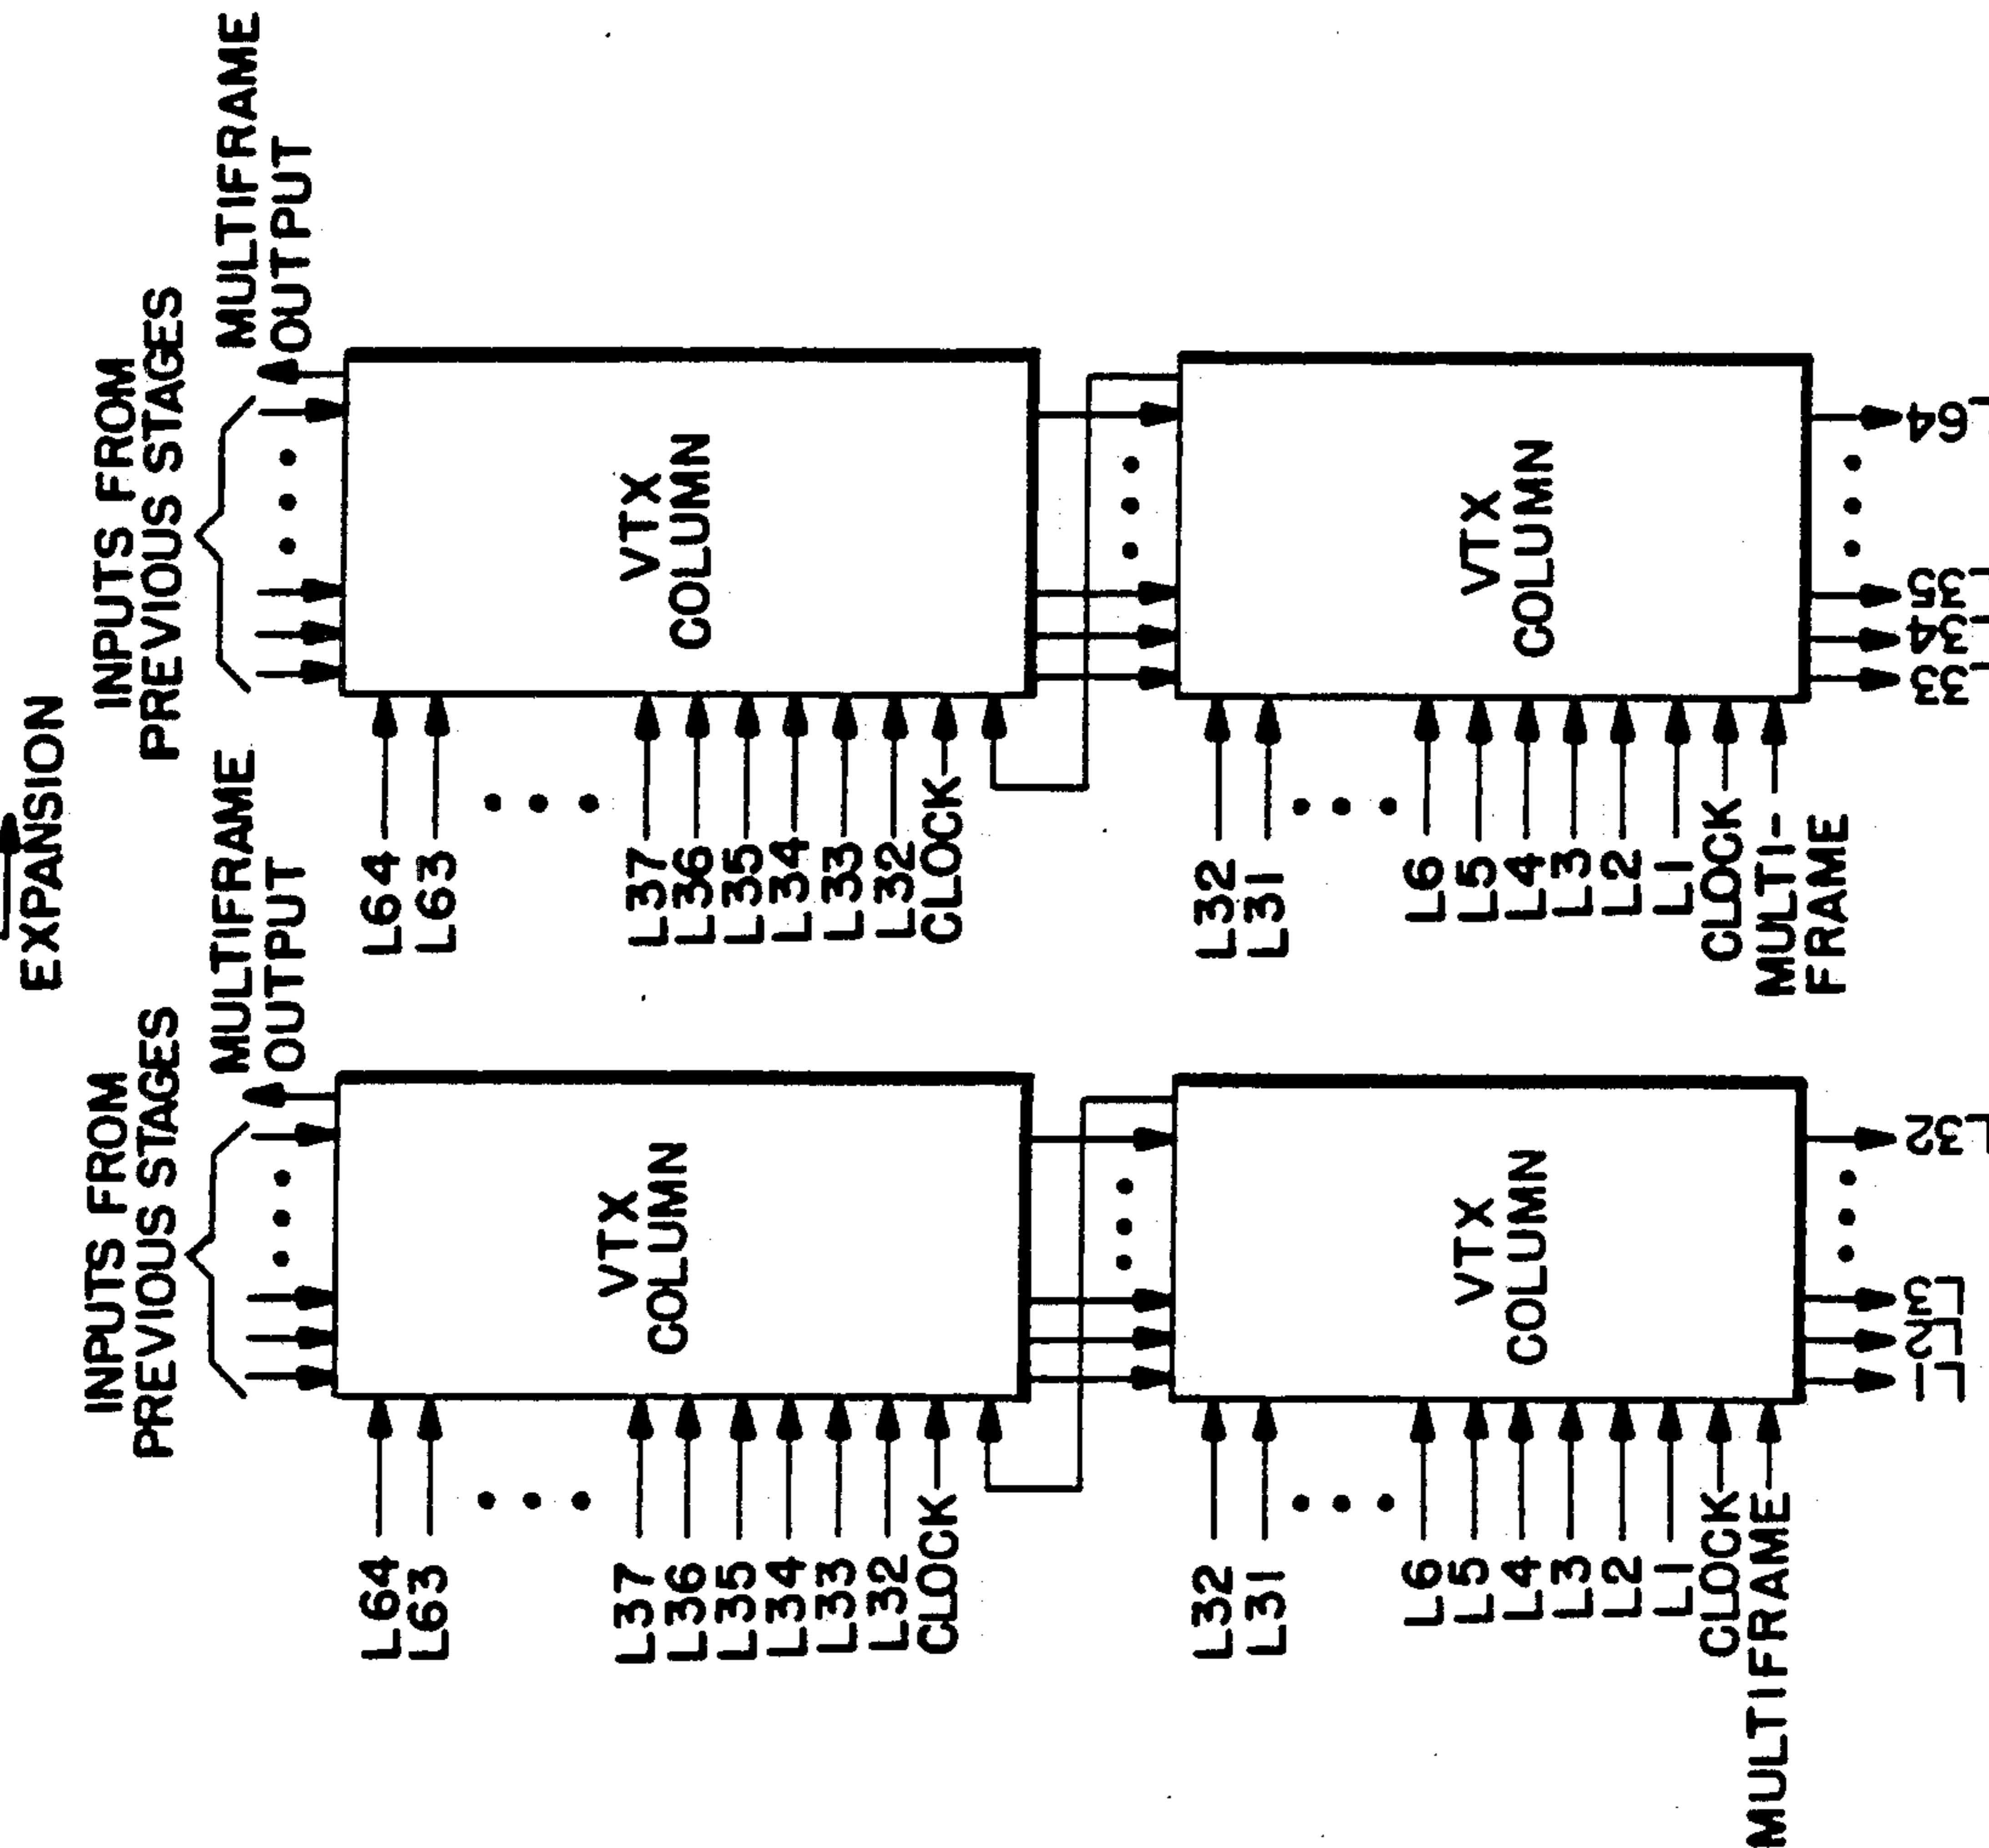 EXPANSION
INPUTS FROM
PREVIOUS STAGES
MULTIFRAME
OUTPUT
L64
L63
L37
L36
L35
L34
L33
L32
CLOCK
VTX
COLUMN
L32
L31
L6
L5
L4
L3
L2
L1
CLOCK
MULTIFRAME
VTX
COLUMN
L1
L2
L3
L32
INPUTS FROM
PREVIOUS STAGES
MULTIFRAME
OUTPUT
L64
L63
L37
L36
L35
L34
L33
L32
CLOCK
VTX
COLUMN
L32
L31
L6
L5
L4
L3
L2
L1
CLOCK
MULTI-
FRAME
VTX
COLUMN
L33
L34
L35
L64